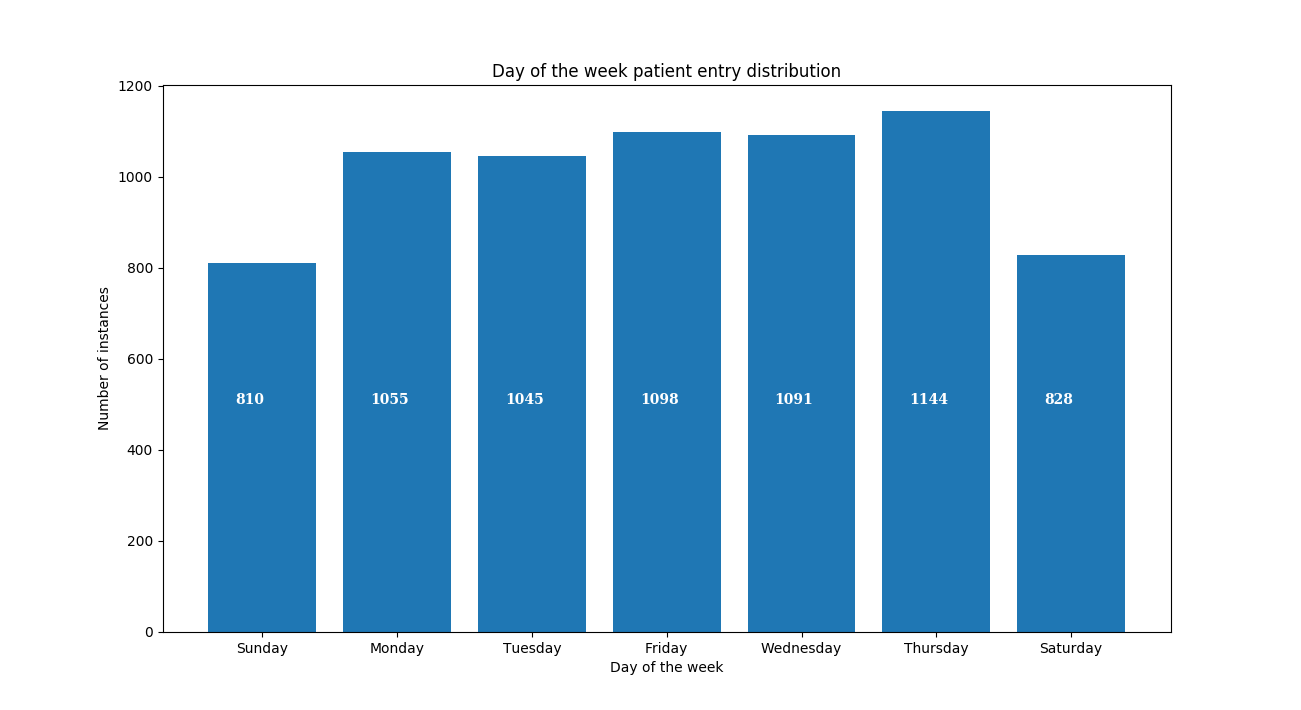 Day of the week patient entry distribution
Number of instances
1200
1000
800
600
400
200
0
810
1055
1045
1098
1091
1144
828
Sunday
Monday
Tuesday
Friday
Wednesday
Thursday
Saturday
Day of the week